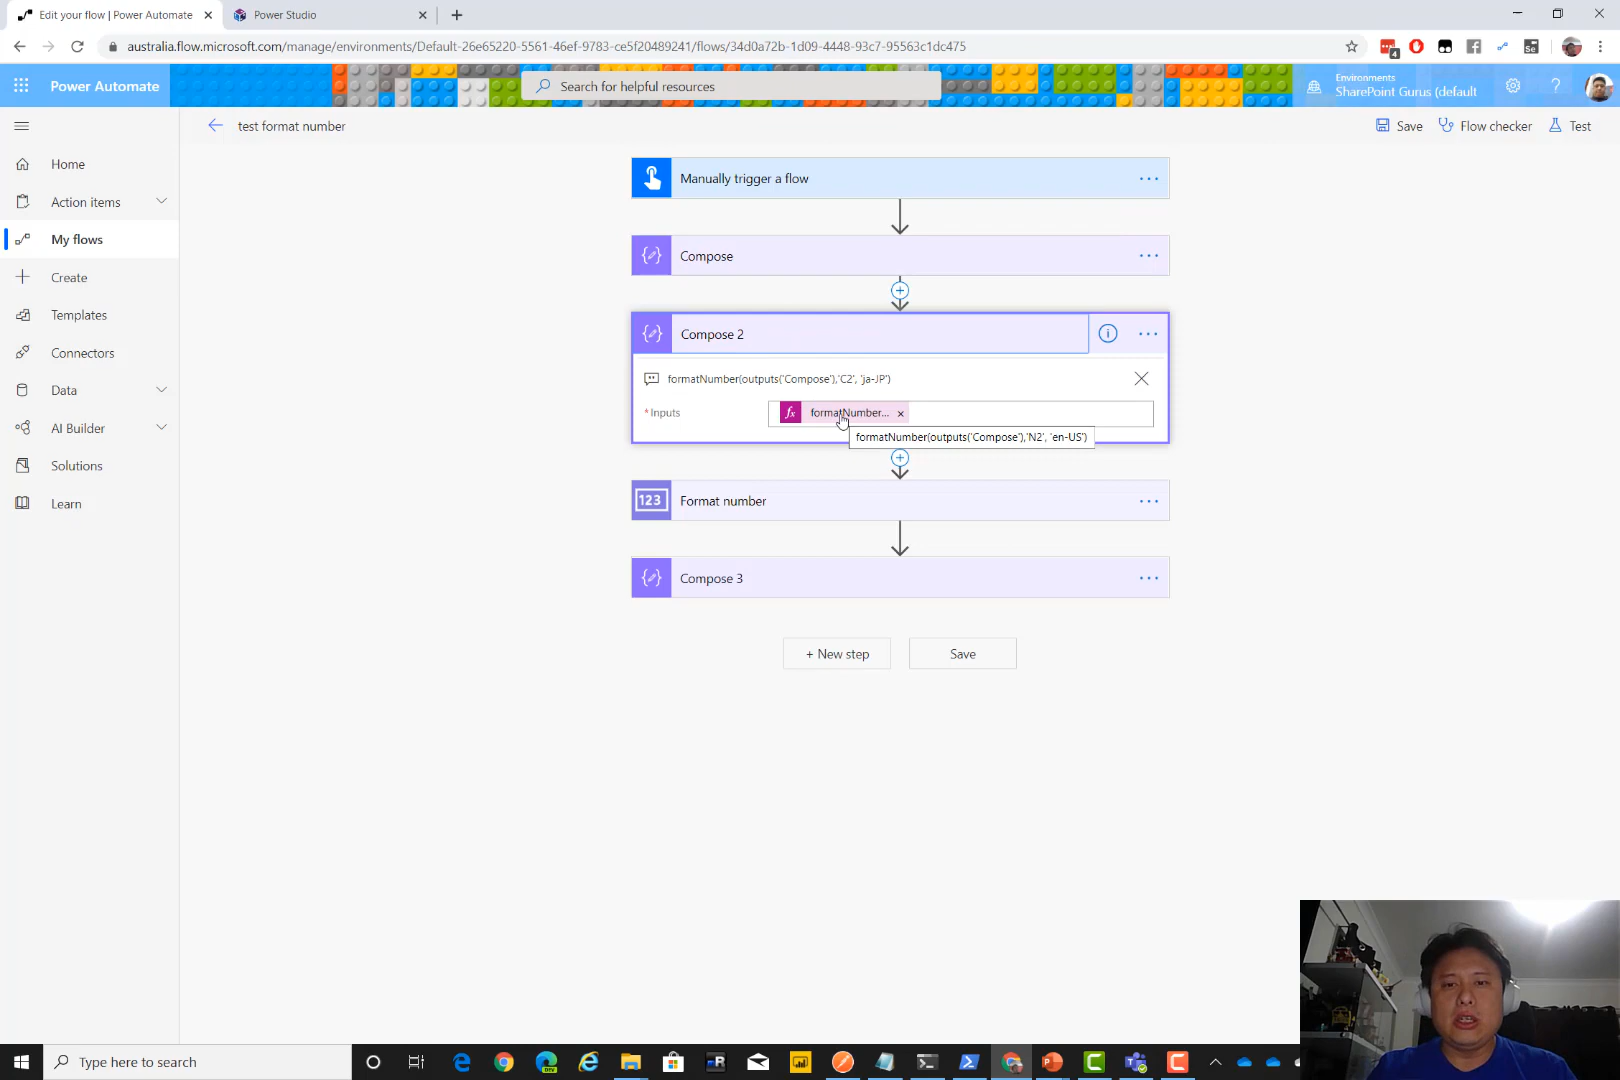 Edit your flow | Power Automate
Power Studio
australia.flow.microsoft.com/manage/environments/Default-26e65220-5561-46ef-9783-ce5f20489241/flows/34d0a72b-1d09-4448-93c7-95563c1dc475
4
Power Automate
Search for helpful resources
Environments
SharePoint Gurus (default
?
test format number
Save
Flow checker
Test
Home
Action items
My flows
Create
Templates
Connectors
Data
AI Builder
Solutions
Learn
Manually trigger a flow
Compose
Compose 2
formatNumber(outputs('Compose'),'C2', 'ja-JP')
* Inputs
fx
formatNumber...
formatNumber(outputs('Compose'),'N2', 'en-US')
123
Format number
Compose 3
+ New step
Save
Type here to search